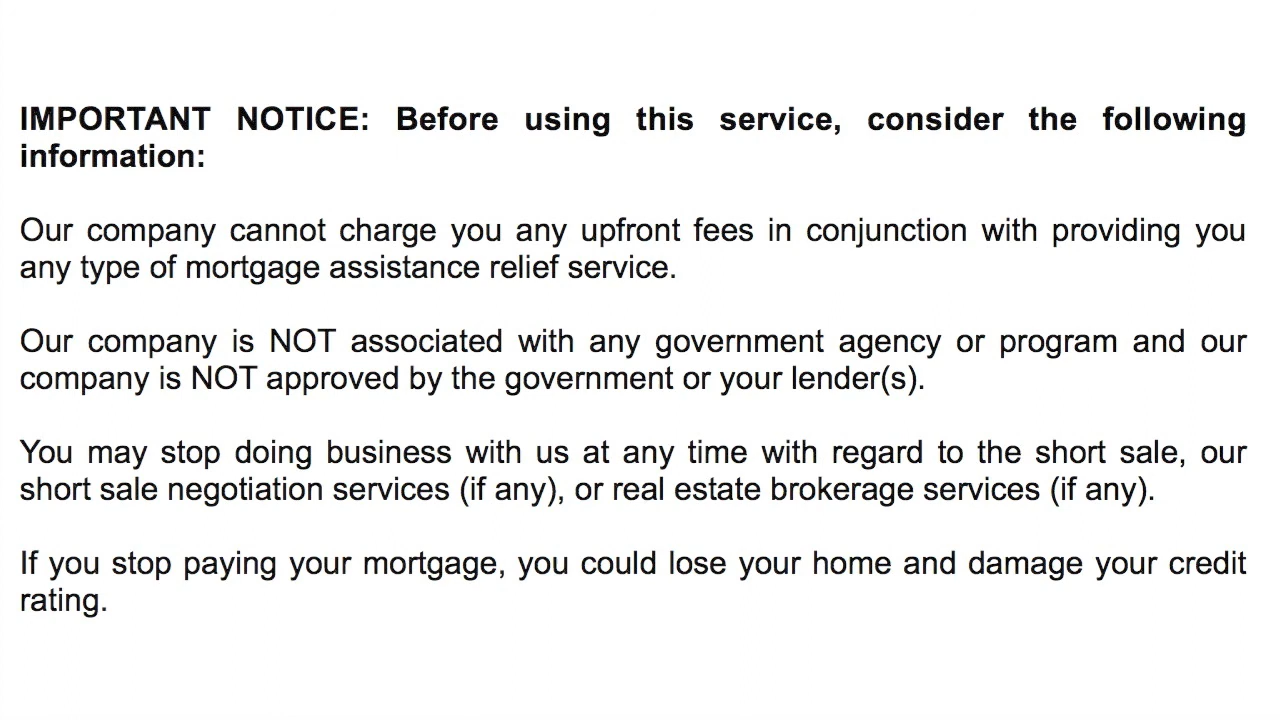 IMPORTANT NOTICE: Before using this service, consider the following
information:
Our company cannot charge you any upfront fees in conjunction with providing you
any type of mortgage assistance relief service.
Our company is NOT associated with any government agency or program and our
company is NOT approved by the government or your lender(s).
You may stop doing business with us at any time with regard to the short sale, our
short sale negotiation services (if any), or real estate brokerage services (if any).
If you stop paying your mortgage, you could lose your home and damage your credit
rating.